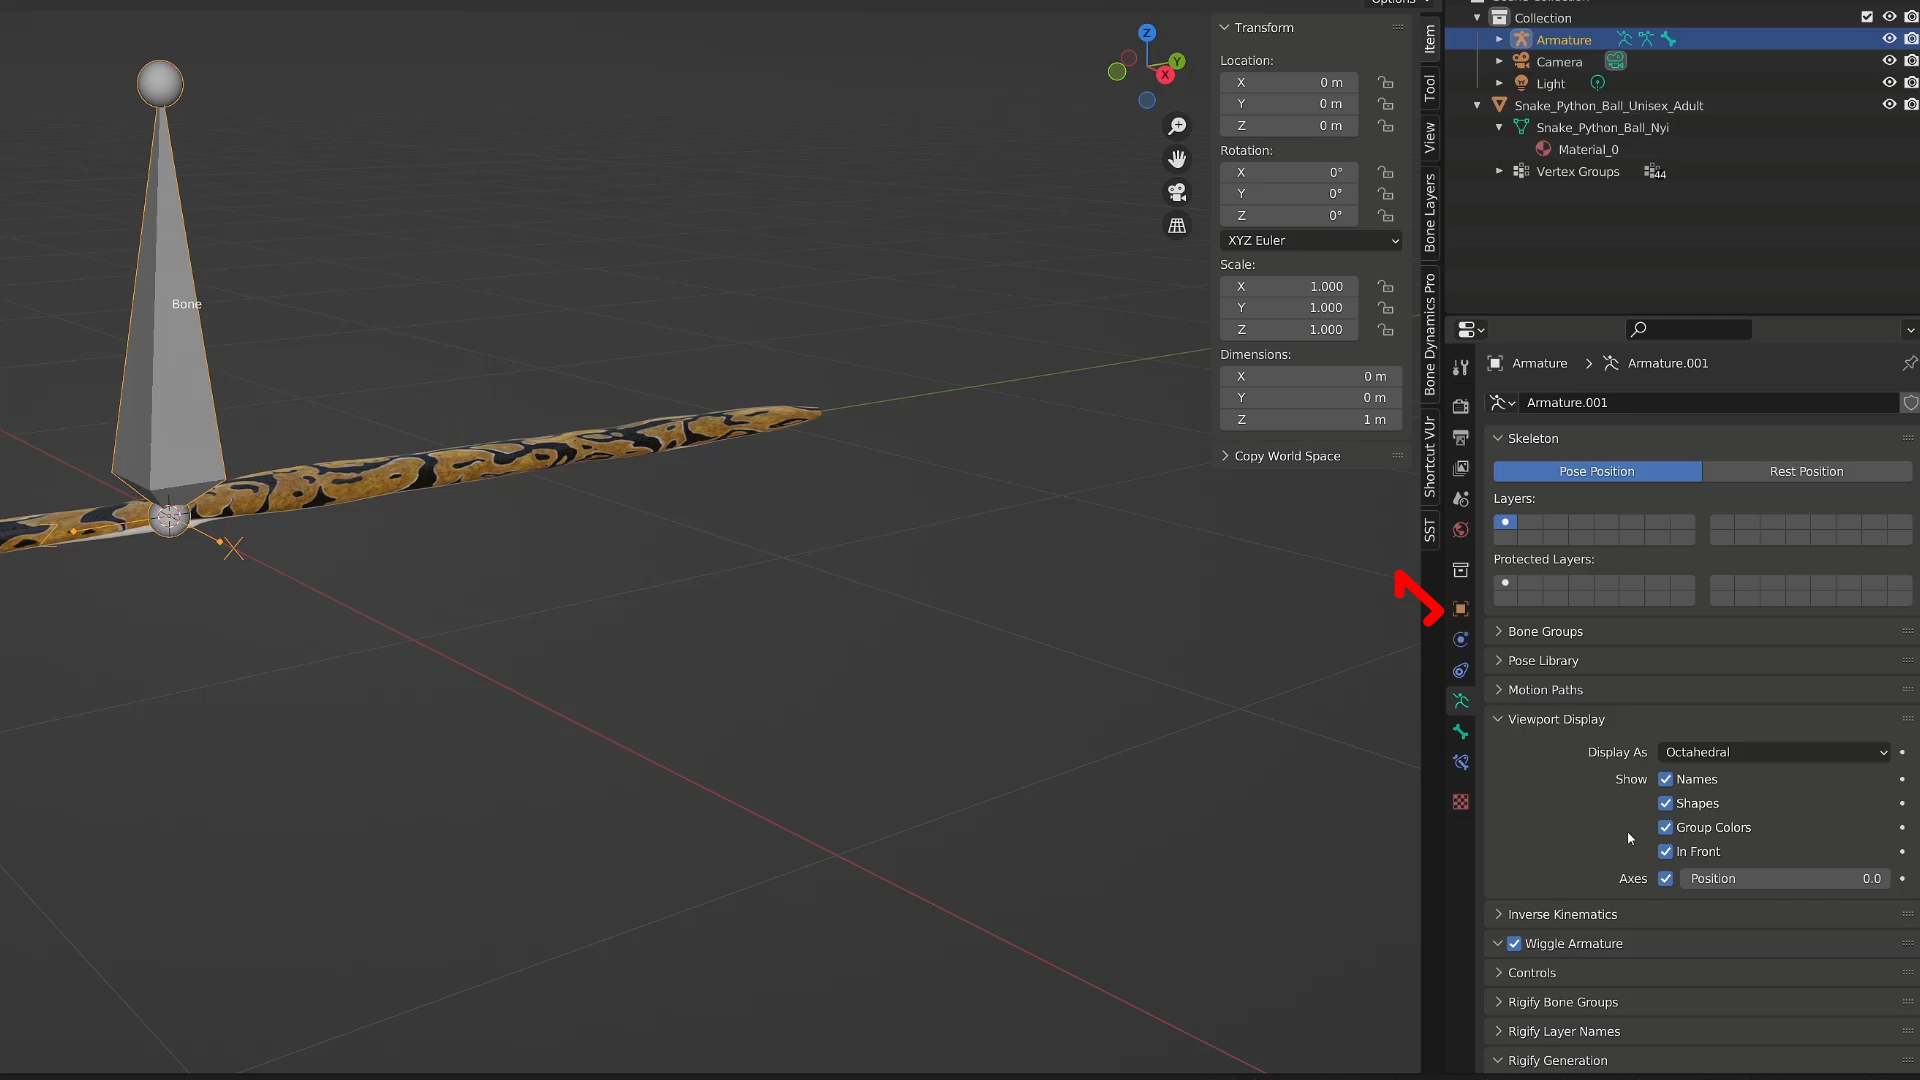 Options
Transform
Location:
X 0 m
Y 0 m
Z 0 m
Rotation:
X 0°
Y 0°
Z 0°
XYZ Euler
Scale:
X 1.000
Y 1.000
Z 1.000
Dimensions:
X 0 m
Y 0 m
Z 1 m
Copy World Space
Item
Tool
View
Bone Layers
Bone Dynamics Pro
Shortcut VUr
SST
Z
Y
X
Bone
Z
X
Scene Collection
Collection
Armature
Camera
Light
Snake_Python_Ball_Unisex_Adult
Snake_Python_Ball_Nyi
Material_0
Vertex Groups 44
Armature Armature.001
Armature.001
Skeleton
Pose Position Rest Position
Layers:
Protected Layers:
Bone Groups
Pose Library
Motion Paths
Viewport Display
Display As Octahedral
Show Names
Shapes
Group Colors
In Front
Axes Position 0.0
Inverse Kinematics
Wiggle Armature
Controls
Rigify Bone Groups
Rigify Layer Names
Rigify Generation